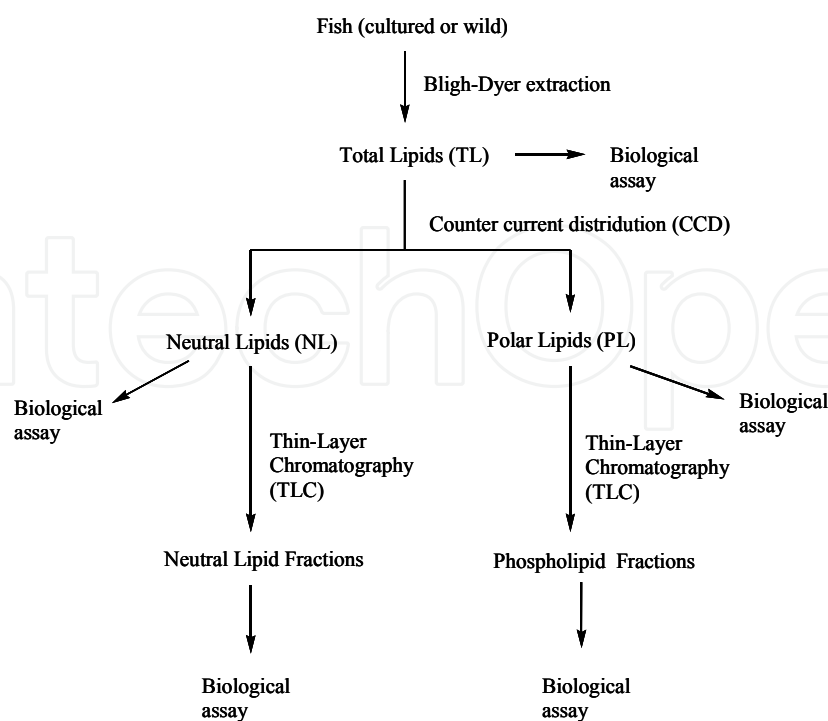 Fish (cultured or wild)
Bligh-Dyer extraction
Total Lipids (TL)
Biological
assay
Counter current distridution (CCD)
Neutral Lipids (NL)
Polar Lipids (PL)
Biological
assay
Biological
assay
Thin-Layer
Chromatography
(TLC)
Thin-Layer
Chromatography
(TLC)
Neutral Lipid Fractions
Phospholipid Fractions
Biological
assay
Biological
assay
ntechOpe